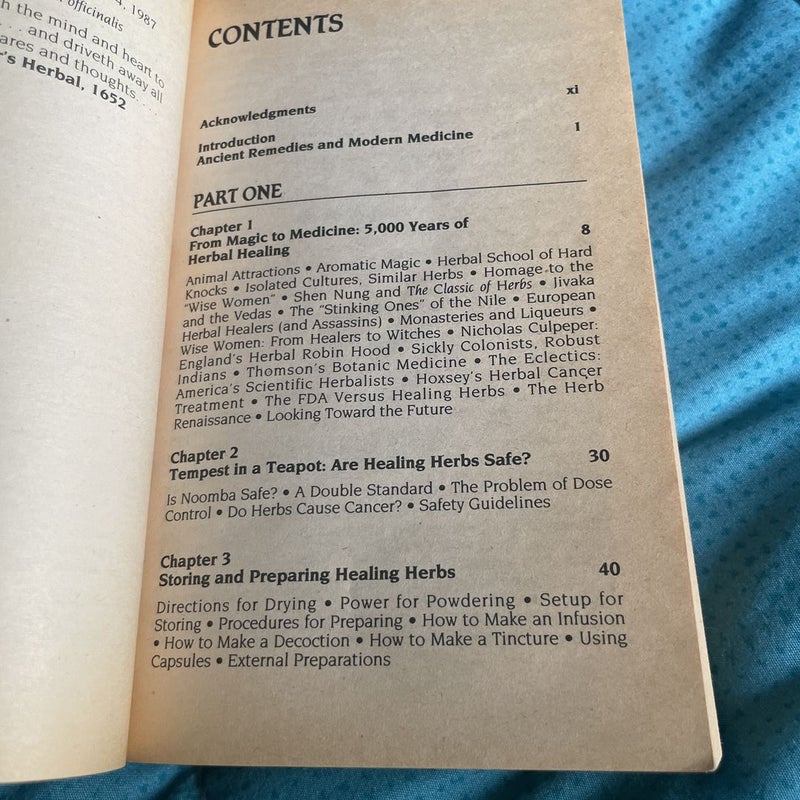 4, 1987
officinalis
the mind and heart to
. . . and driveth away all
ares and thoughts. . . .
's Herbal, 1652
CONTENTS
Acknowledgments xi
Introduction
Ancient Remedies and Modern Medicine 1
PART ONE
Chapter 1
From Magic to Medicine: 5,000 Years of
Herbal Healing 8
Animal Attractions • Aromatic Magic • Herbal School of Hard
Knocks • Isolated Cultures, Similar Herbs • Homage to the
"Wise Women" • Shen Nung and The Classic of Herbs • Jivaka
and the Vedas • The "Stinking Ones" of the Nile • European
Herbal Healers (and Assassins) • Monasteries and Liqueurs •
Wise Women: From Healers to Witches • Nicholas Culpeper:
England's Herbal Robin Hood • Sickly Colonists, Robust
Indians • Thomson's Botanic Medicine • The Eclectics:
America's Scientific Herbalists • Hoxsey's Herbal Cancer
Treatment • The FDA Versus Healing Herbs • The Herb
Renaissance • Looking Toward the Future
Chapter 2
Tempest in a Teapot: Are Healing Herbs Safe? 30
Is Noomba Safe? • A Double Standard • The Problem of Dose
Control • Do Herbs Cause Cancer? • Safety Guidelines
Chapter 3
Storing and Preparing Healing Herbs 40
Directions for Drying • Power for Powdering • Setup for
Storing • Procedures for Preparing • How to Make an Infusion
• How to Make a Decoction • How to Make a Tincture • Using
Capsules • External Preparations